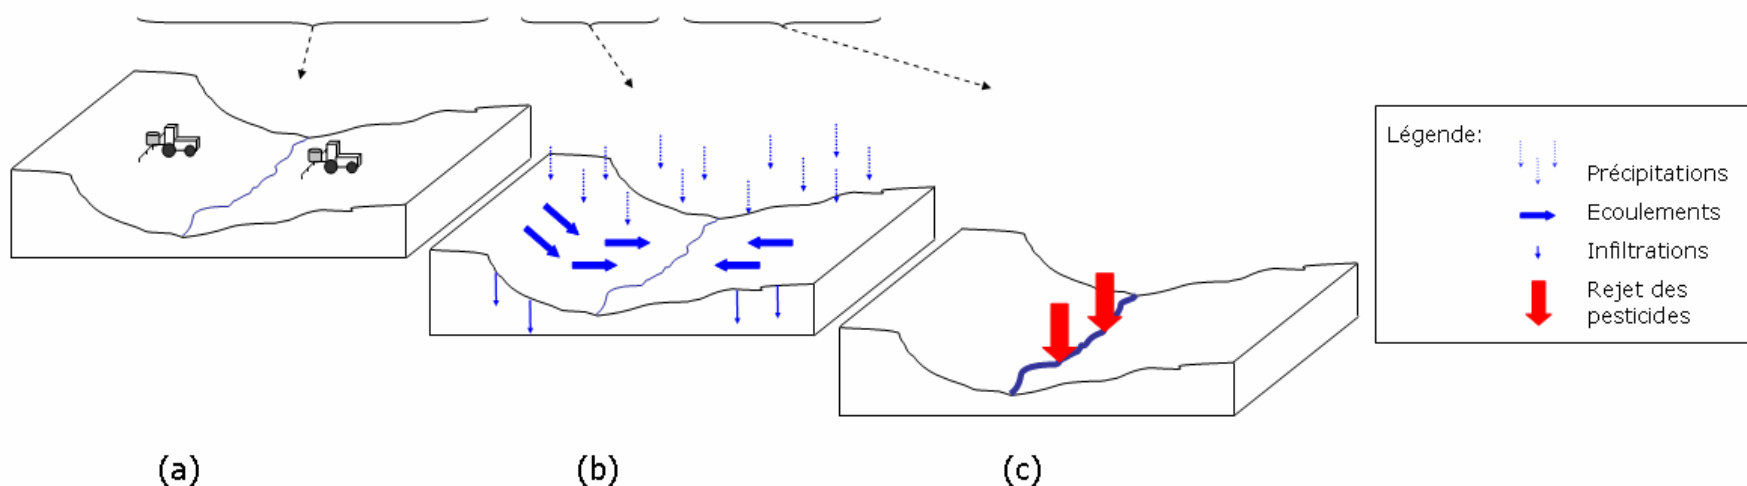 Légende:
Précipitations
Ecoulements
Infiltrations
Rejet des
pesticides
(a)
(b)
(c)